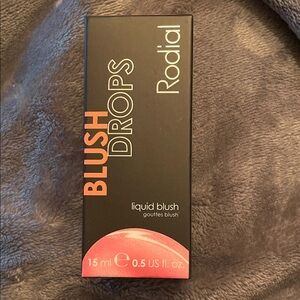 BLUSH
DROPS
Rodial
liquid blush
gouttes blush
15 ml e 0.5 US fl. oz.